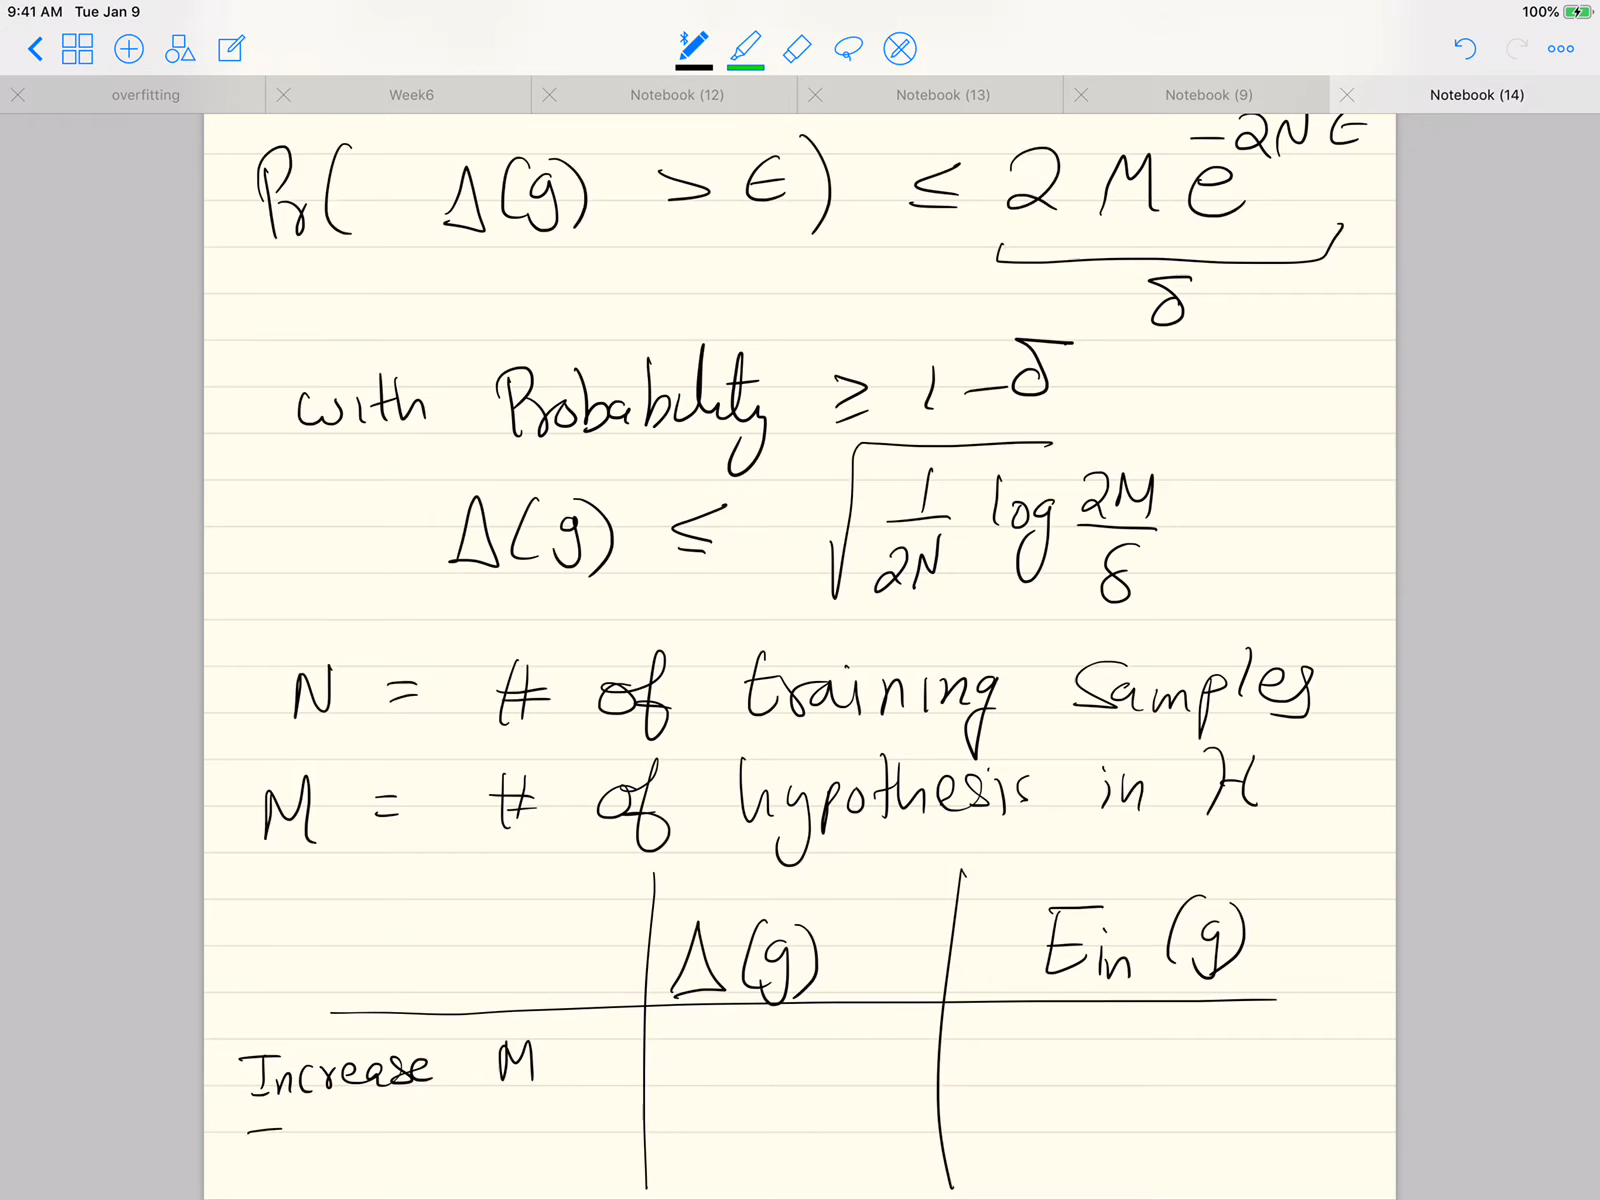 9:41 AM Tue Jan 9 100%
overfitting Week6 Notebook (12) Notebook (13) Notebook (9) Notebook (14)
Pr( Δ(g) > ϵ ) ≤ 2 M e^{-2Nϵ}
δ
with Probability ≥ 1 - δ
Δ(g) ≤ √(1/2N log 2M/δ)
N = # of training samples
M = # of hypothesis in H
Δ(g) Ein (g)
Increase M